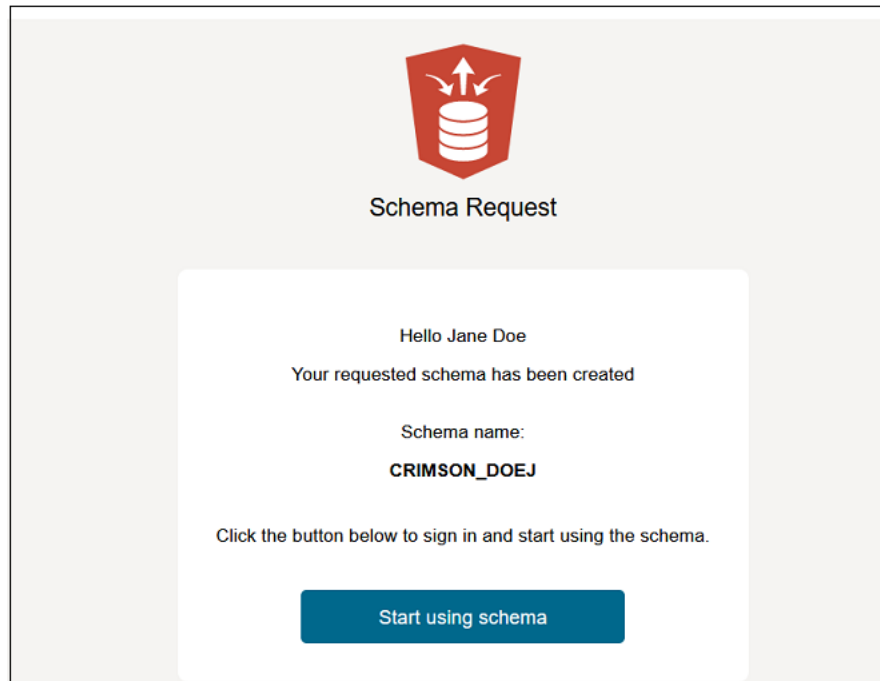 Schema Request
Hello Jane Doe
Your requested schema has been created
Schema name:
CRIMSON_DOEJ
Click the button below to sign in and start using the schema.
Start using schema